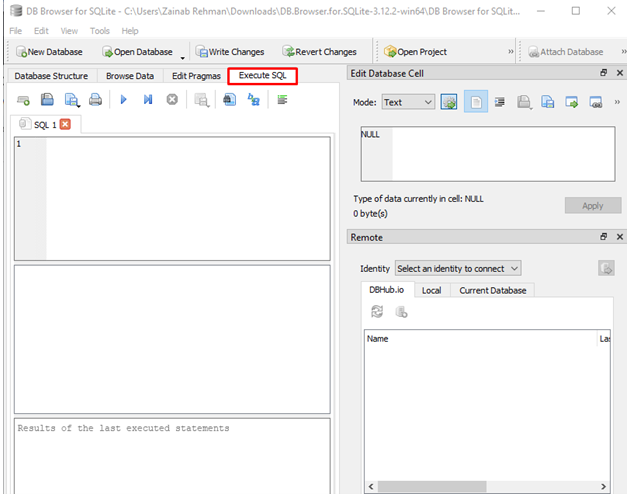 DB Browser for SQLite - C:\Users\Zainab Rehman\Downloads\DB.Browser.for.SQLite-3.12.2-win64\DB Browser for SQLit...
File Edit View Tools Help
New Database Open Database Write Changes Revert Changes Open Project » Attach Database »
Database Structure Browse Data Edit Pragmas Execute SQL
SQL 1
1
Results of the last executed statements
Edit Database Cell
Mode: Text »
NULL
Type of data currently in cell: NULL
0 byte(s)
Apply
Remote
Identity Select an identity to connect
DBHub.io Local Current Database
Name Las